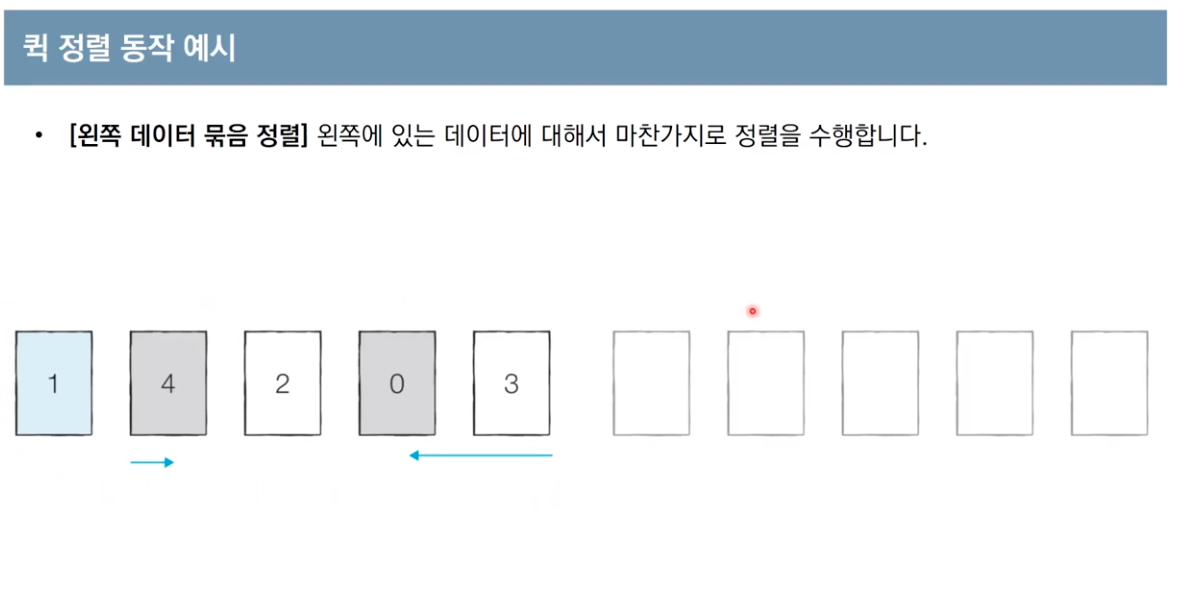 퀵 정렬 동작 예시
• [왼쪽 데이터 묶음 정렬] 왼쪽에 있는 데이터에 대해서 마찬가지로 정렬을 수행합니다.
1 4 2 0 3